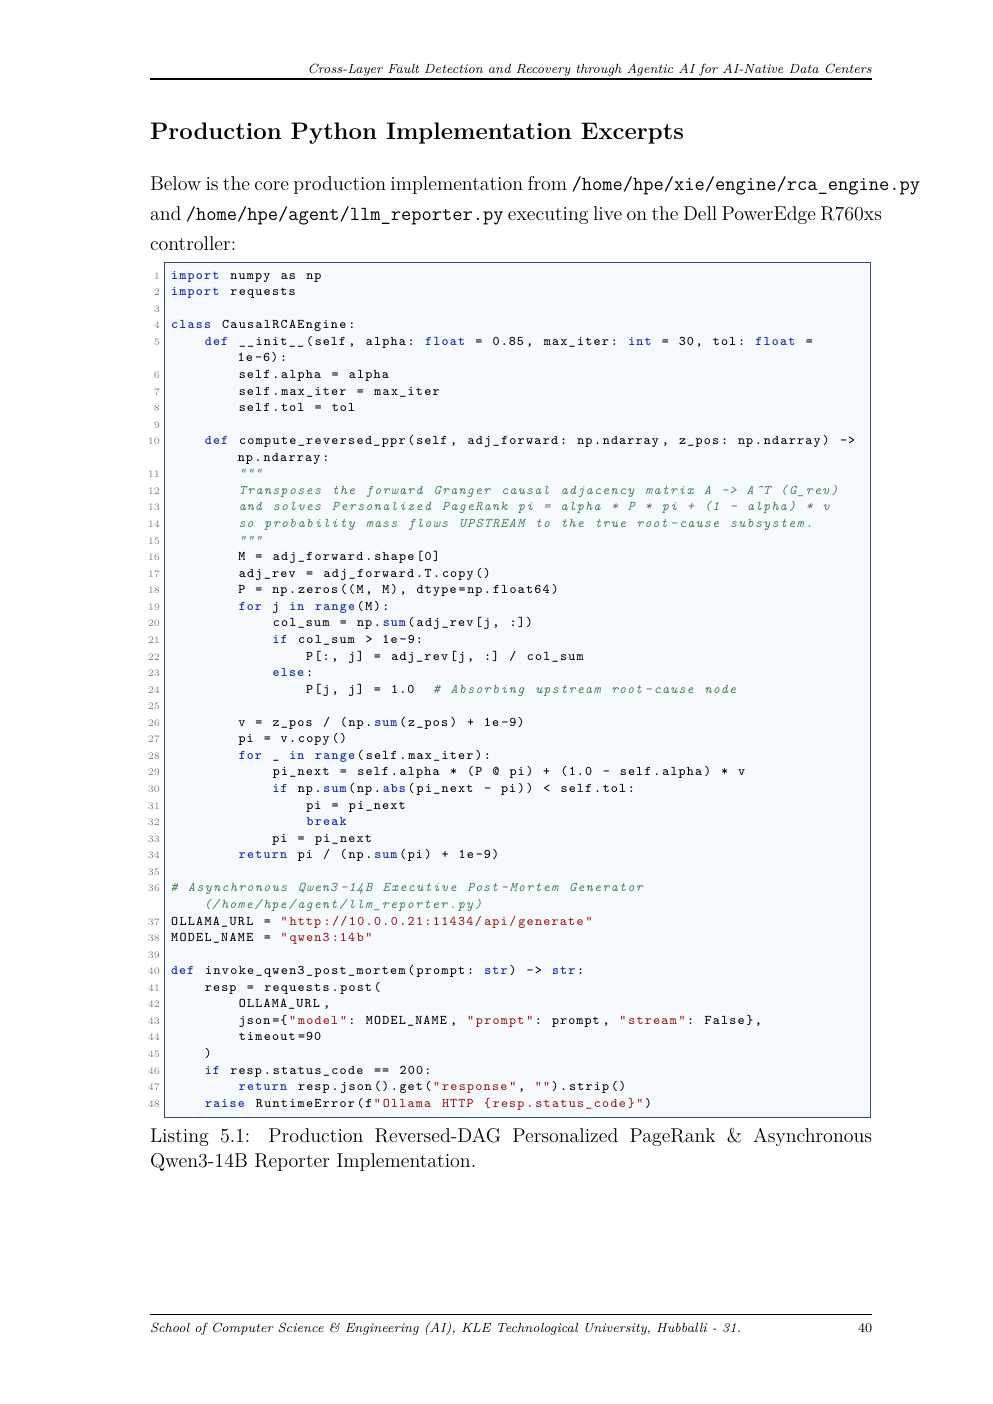 Cross-Layer Fault Detection and Recovery through Agentic AI for AI-Native Data Centers
Production Python Implementation Excerpts
Below is the core production implementation from /home/hpe/xie/engine/rca_engine.py
and /home/hpe/agent/llm_reporter.py executing live on the Dell PowerEdge R760xs
controller:
1 import numpy as np
2 import requests
3
4 class CausalRCAEngine:
5     def __init__(self, alpha: float = 0.85, max_iter: int = 30, tol: float =
        1e-6):
6         self.alpha = alpha
7         self.max_iter = max_iter
8         self.tol = tol
9
10     def compute_reversed_ppr(self, adj_forward: np.ndarray, z_pos: np.ndarray) ->
        np.ndarray:
11         """
12         Transposes the forward Granger causal adjacency matrix A -> A^T (G_rev)
13         and solves Personalized PageRank pi = alpha * P * pi + (1 - alpha) * v
14         so probability mass flows UPSTREAM to the true root-cause subsystem.
15         """
16         M = adj_forward.shape[0]
17         adj_rev = adj_forward.T.copy()
18         P = np.zeros((M, M), dtype=np.float64)
19         for j in range(M):
20             col_sum = np.sum(adj_rev[j, :])
21             if col_sum > 1e-9:
22                 P[:, j] = adj_rev[j, :] / col_sum
23             else:
24                 P[j, j] = 1.0  # Absorbing upstream root-cause node
25
26         v = z_pos / (np.sum(z_pos) + 1e-9)
27         pi = v.copy()
28         for _ in range(self.max_iter):
29             pi_next = self.alpha * (P @ pi) + (1.0 - self.alpha) * v
30             if np.sum(np.abs(pi_next - pi)) < self.tol:
31                 pi = pi_next
32                 break
33             pi = pi_next
34         return pi / (np.sum(pi) + 1e-9)
35
36 # Asynchronous Qwen3-14B Executive Post-Mortem Generator
    (/home/hpe/agent/llm_reporter.py)
37 OLLAMA_URL = "http://10.0.0.21:11434/api/generate"
38 MODEL_NAME = "qwen3:14b"
39
40 def invoke_qwen3_post_mortem(prompt: str) -> str:
41     resp = requests.post(
42         OLLAMA_URL,
43         json={"model": MODEL_NAME, "prompt": prompt, "stream": False},
44         timeout=90
45     )
46     if resp.status_code == 200:
47         return resp.json().get("response", "").strip()
48     raise RuntimeError(f"Ollama HTTP {resp.status_code}")
Listing 5.1: Production Reversed-DAG Personalized PageRank & Asynchronous
Qwen3-14B Reporter Implementation.
School of Computer Science & Engineering (AI), KLE Technological University, Hubballi - 31. 40